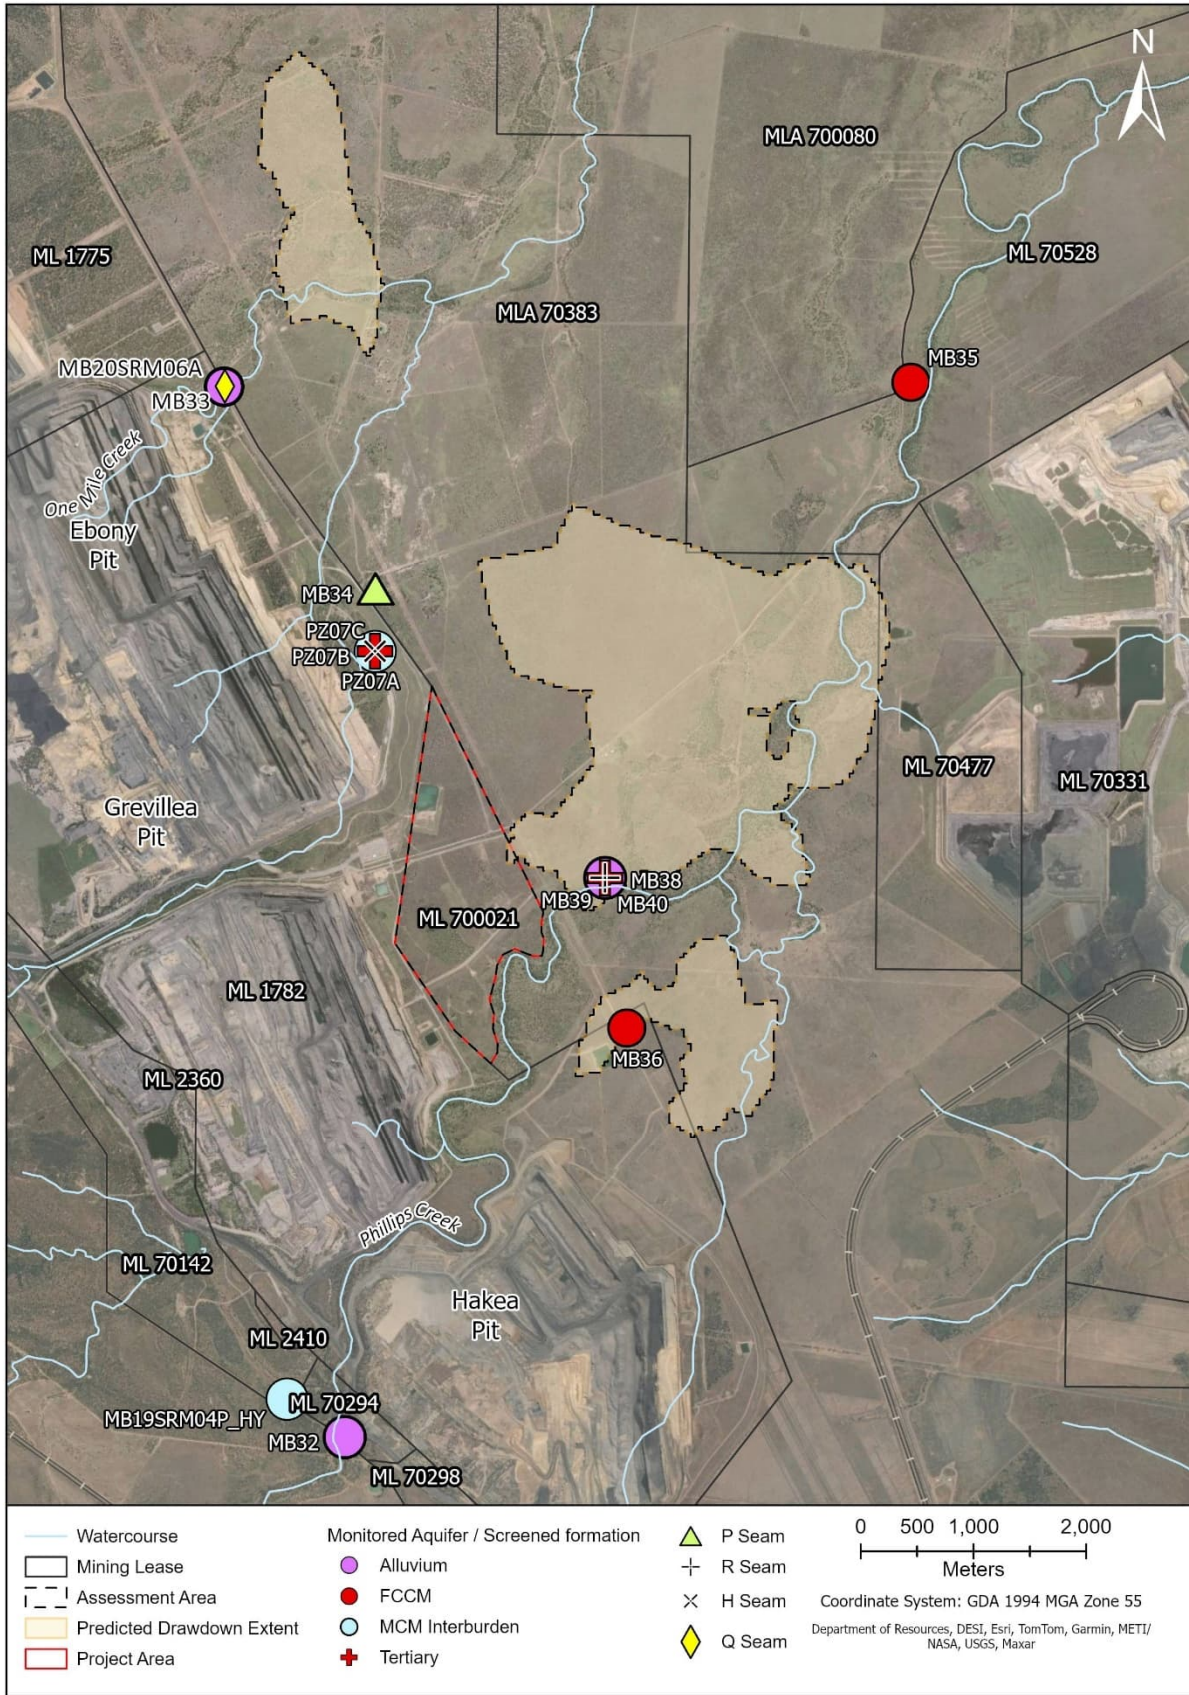 N
MLA 700080
ML 1775
ML 70528
MLA 70383
MB35
MB20SRM06A
MB33
One Mile Creek
Ebony
Pit
MB34
PZ07C
PZ07B
PZ07A
ML 70477
ML 70331
Grevillea
Pit
MB38
MB39
MB40
ML 700021
ML 1782
MB36
ML 2360
Phillips Creek
ML 70142
Hakea
Pit
ML 2410
ML 70294
MB19SRM04P_HY
MB32
ML 70298
Watercourse
Mining Lease
Assessment Area
Predicted Drawdown Extent
Project Area
Monitored Aquifer / Screened formation
Alluvium
FCCM
MCM Interburden
Tertiary
P Seam
R Seam
H Seam
Q Seam
0 500 1,000 2,000
Meters
Coordinate System: GDA 1994 MGA Zone 55
Department of Resources, DESI, Esri, TomTom, Garmin, METI/
NASA, USGS, Maxar